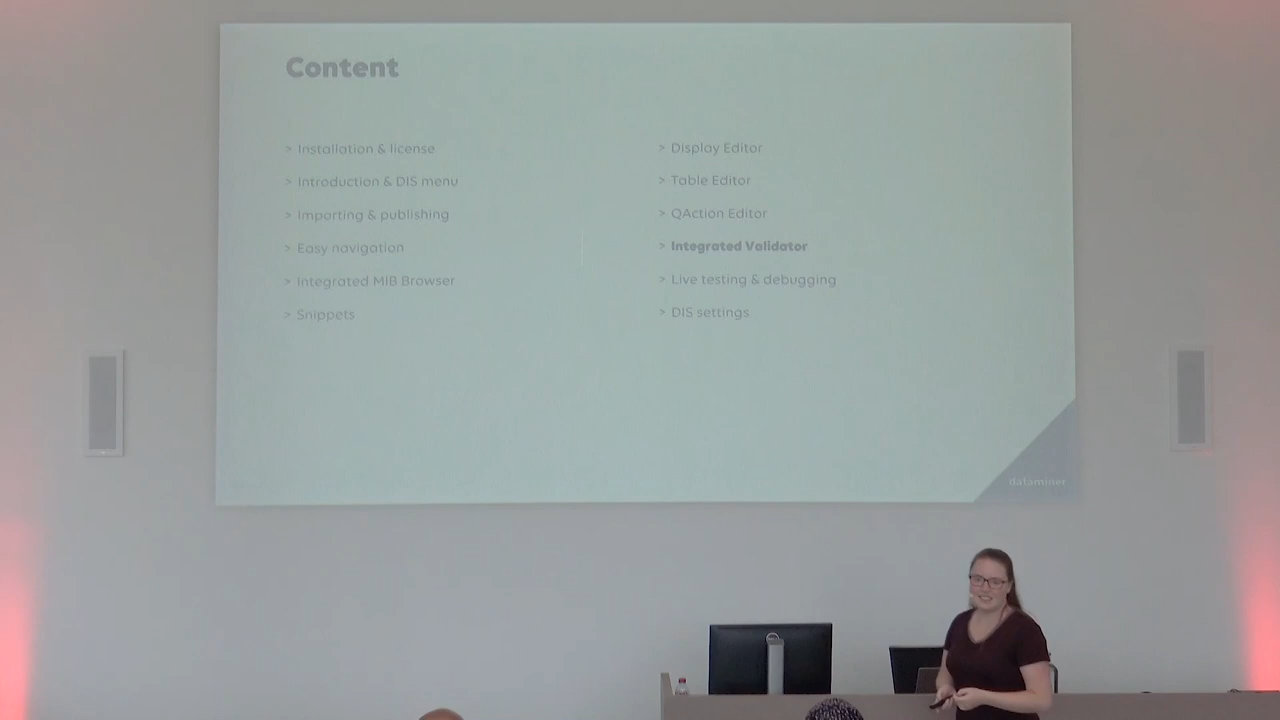 Content
> Installation & license
> Introduction & DIS menu
> Importing & publishing
> Easy navigation
> Integrated MIB Browser
> Snippets
> Display Editor
> Table Editor
> QAction Editor
> Integrated Validator
> Live testing & debugging
> DIS settings
dataminer